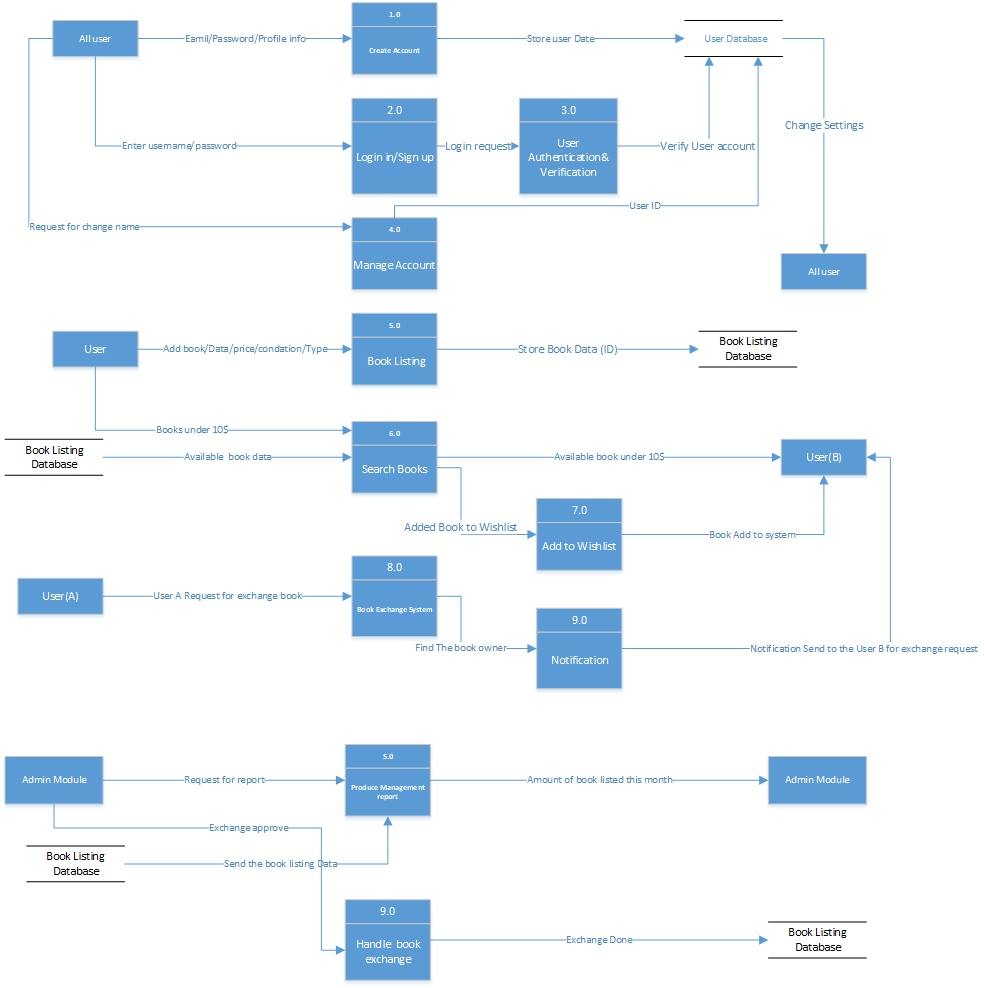 1.0
All user
Eamil/Password/Profile info
Create Account
Store user Date
User Database
2.0
3.0
Change Settings
Enter username/password
Login in/Sign up
Login request
User
Authentication&
Verification
Verify User account
User ID
Request for change name
4.0
Manage Account
All user
5.0
User
Add book/Data/price/condation/Type
Book Listing
Store Book Data (ID)
Book Listing
Database
Books under 10$
6.0
Book Listing
Database
Available book data
Search Books
Available book under 10$
User(B)
7.0
Added Book to Wishlist
Add to Wishlist
Book Add to system
8.0
User(A)
User A Request for exchange book
Book Exchange System
9.0
Find The book owner
Notification
Notification Send to the User B for exchange request
5.0
Admin Module
Request for report
Produce Management
report
Amount of book listed this month
Admin Module
Exchange approve
Book Listing
Database
Send the book listing Data
9.0
Handle book
exchange
Exchange Done
Book Listing
Database